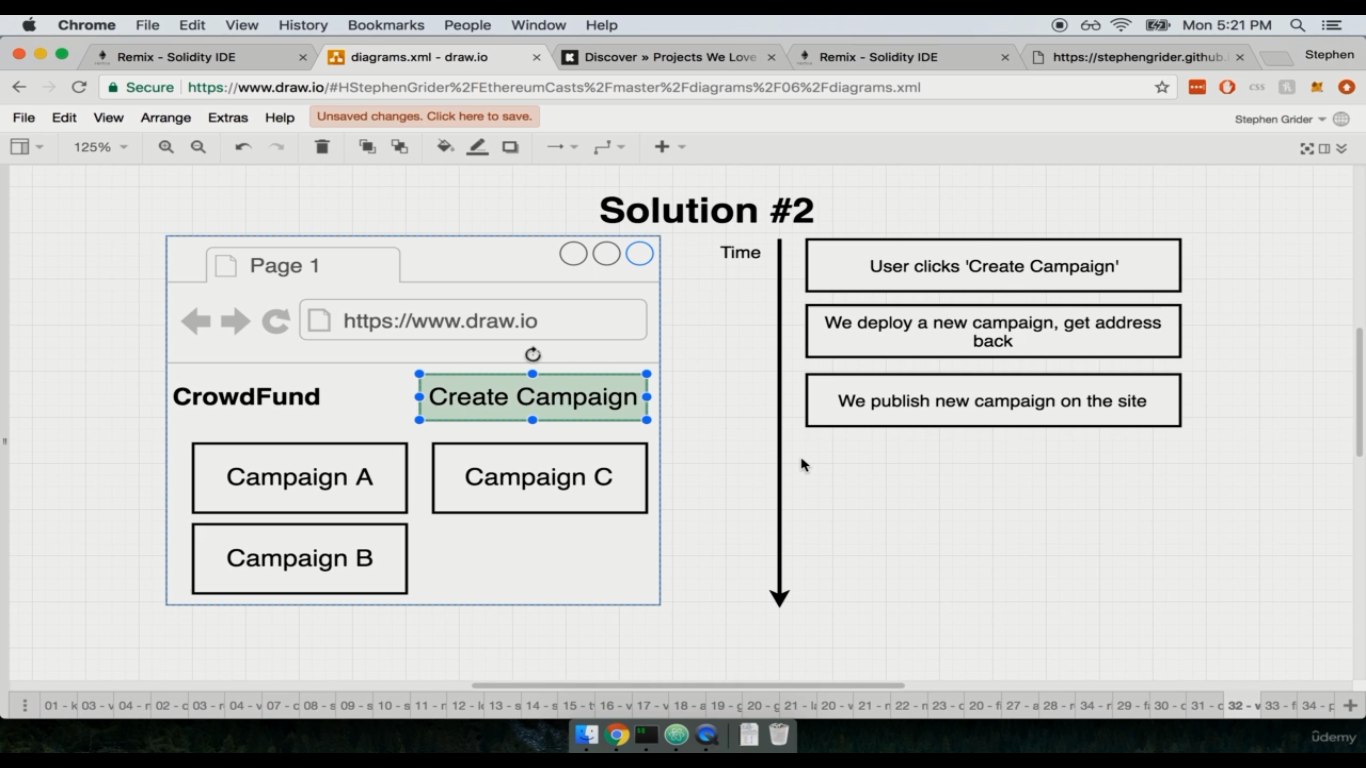 Chrome File Edit View History Bookmarks People Window Help Mon 5:21 PM
Remix - Solidity IDE diagrams.xml - draw.io Discover » Projects We Love Remix - Solidity IDE https://stephengrider.github. Stephen
Secure https://www.draw.io/#HStephenGrider%2FEthereumCasts%2Fmaster%2Fdiagrams%2F06%2Fdiagrams.xml
File Edit View Arrange Extras Help Unsaved changes. Click here to save. Stephen Grider
125%
Solution #2
Page 1
https://www.draw.io
CrowdFund Create Campaign
Campaign A Campaign C
Campaign B
Time
User clicks 'Create Campaign'
We deploy a new campaign, get address
back
We publish new campaign on the site
01 - k 03 - v 04 - r 02 - c 03 - r 04 - v 07 - c 08 - s 09 - s 10 - s 11 - r 12 - l 13 - s 14 - s 15 - t 16 - v 17 - v 18 - a 19 - g 20 - g 21 - l 20 - v 21 - r 22 - r 23 - c 20 - f 27 - a 28 - r 34 - r 29 - f 30 - c 31 - c 32 - v 33 - f 34 - p
ûdemy